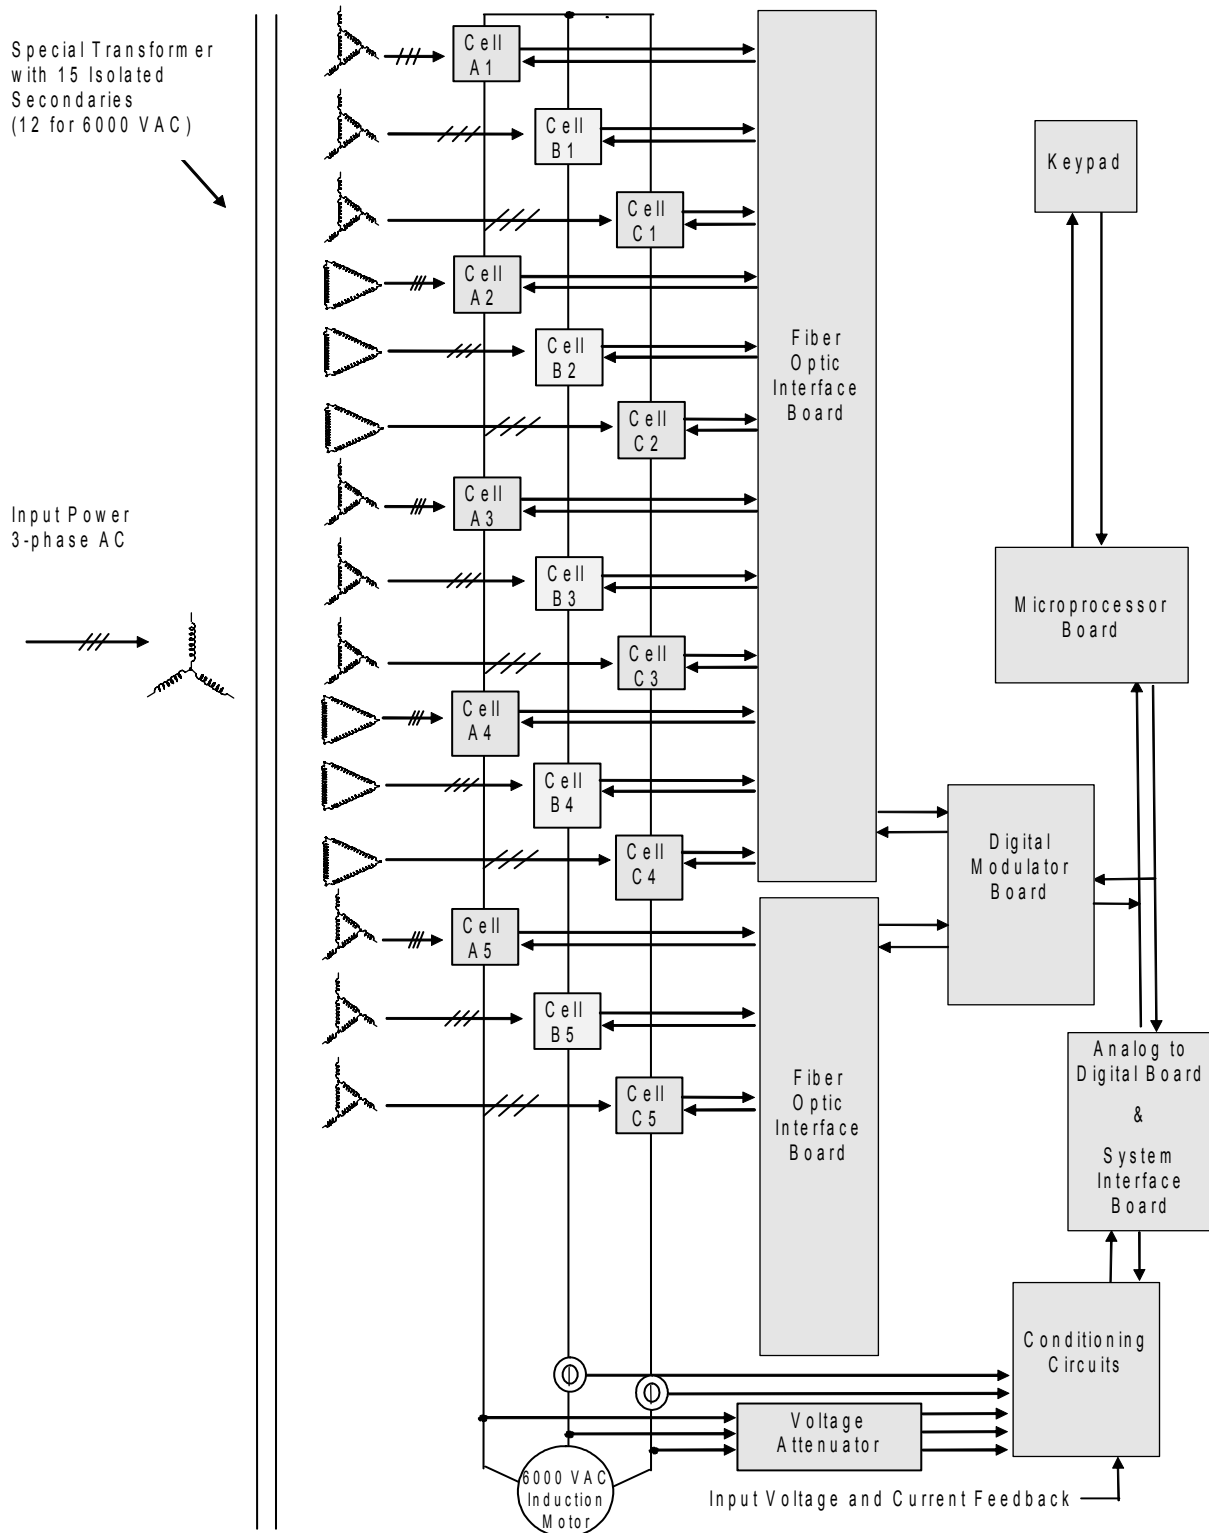 Special Transformer
with 15 Isolated
Secondaries
(12 for 6000 VAC)
Input Power
3-phase AC
Cell
A1
Cell
B1
Cell
C1
Cell
A2
Cell
B2
Cell
C2
Cell
A3
Cell
B3
Cell
C3
Cell
A4
Cell
B4
Cell
C4
Cell
A5
Cell
B5
Cell
C5
Fiber
Optic
Interface
Board
Fiber
Optic
Interface
Board
Keypad
Microprocessor
Board
Digital
Modulator
Board
Analog to
Digital Board
&
System
Interface
Board
Conditioning
Circuits
Voltage
Attenuator
6000 VAC
Induction
Motor
Input Voltage and Current Feedback